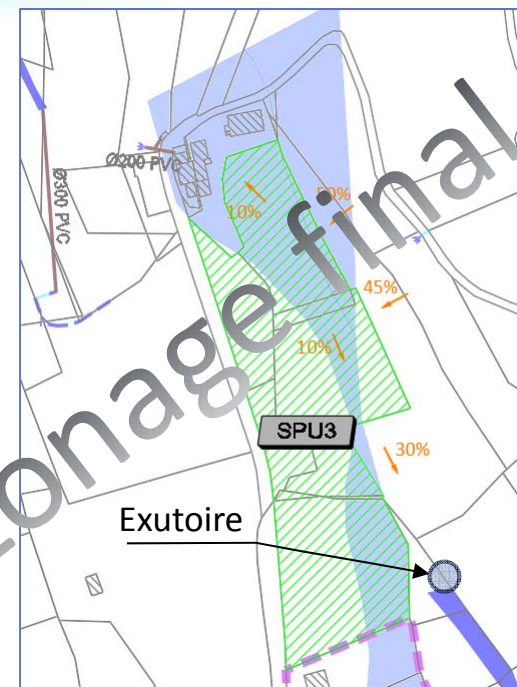 Ø200 PVC
Ø300 PVC
10%
50%
45%
10%
SPU3
30%
Exutoire
zonage final